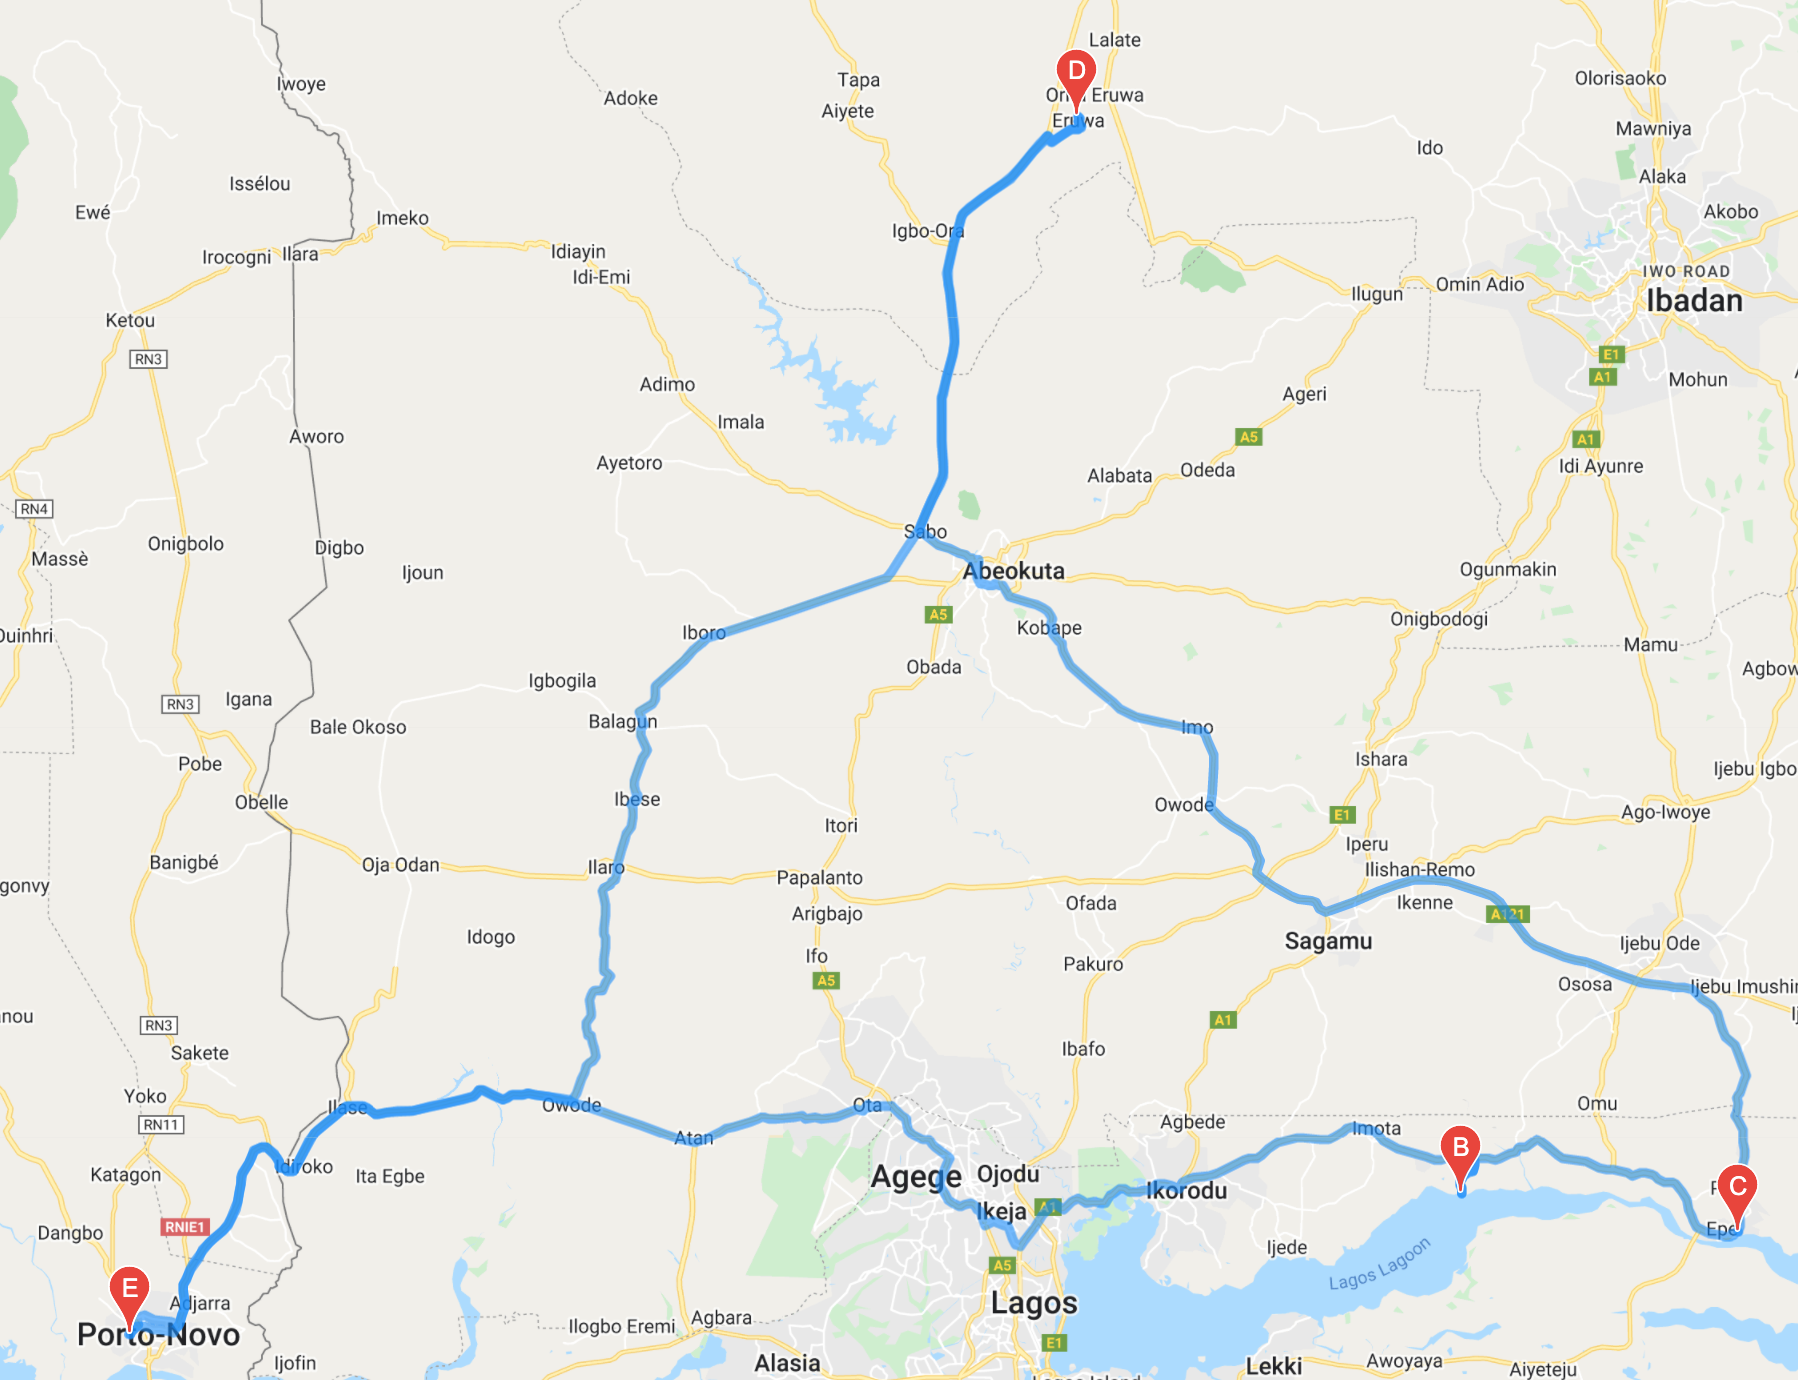 Lalate
Iwoye
Tapa
Olorisaoko
D
Adoke
Eruwa
Aiyete
Eruwa
Mawniya
Ido
Alaka
Issélou
Ewé
Imeko
Akobo
Igbo-Ora
Irocogni
Ilara
Idiayin
Idi-Emi
IWO ROAD
Omin Adio
Ilugun
Ibadan
Ketou
RN3
E1
A1
Adimo
Mohun
Ageri
Imala
Aworo
A5
A1
Ayetoro
Alabata
Odeda
Idi Ayunre
RN4
Sabo
Onigbolo
Digbo
Massè
Ijoun
Abeokuta
Ogunmakin
A5
Onigbodogi
Kobape
Iboro
Ouinhri
Obada
Mamu
Agbow
Igbogila
Igana
RN3
Balagun
Bale Okoso
Imo
Pobe
Ishara
Ijebu Igbo
Obelle
Ibese
Owode
E1
Ago-Iwoye
Itori
Iperu
Banigbé
Oja Odan
Ilaro
Ilishan-Remo
Papalanto
gonvy
Ofada
Ikenne
Arigbajo
A121
Idogo
Sagamu
Ijebu Ode
Ifo
Pakuro
A5
Ososa
Ijebu Imushin
nou
RN3
A1
Sakete
Ibafo
Yoko
Ilase
Owode
Ota
Omu
RN11
Agbede
Imota
Atan
B
Idiroko
Katagon
Ita Egbe
Agege
Ojodu
Ikorodu
C
Ikeja
A1
RNIE1
Dangbo
Epe
Ijede
A5
Lagos Lagoon
E
Adjarra
Lagos
Agbara
Ilogbo Eremi
Porto-Novo
E1
Ijofin
Alasia
Lekki
Awoyaya
Aiyeteju
Lagos Island